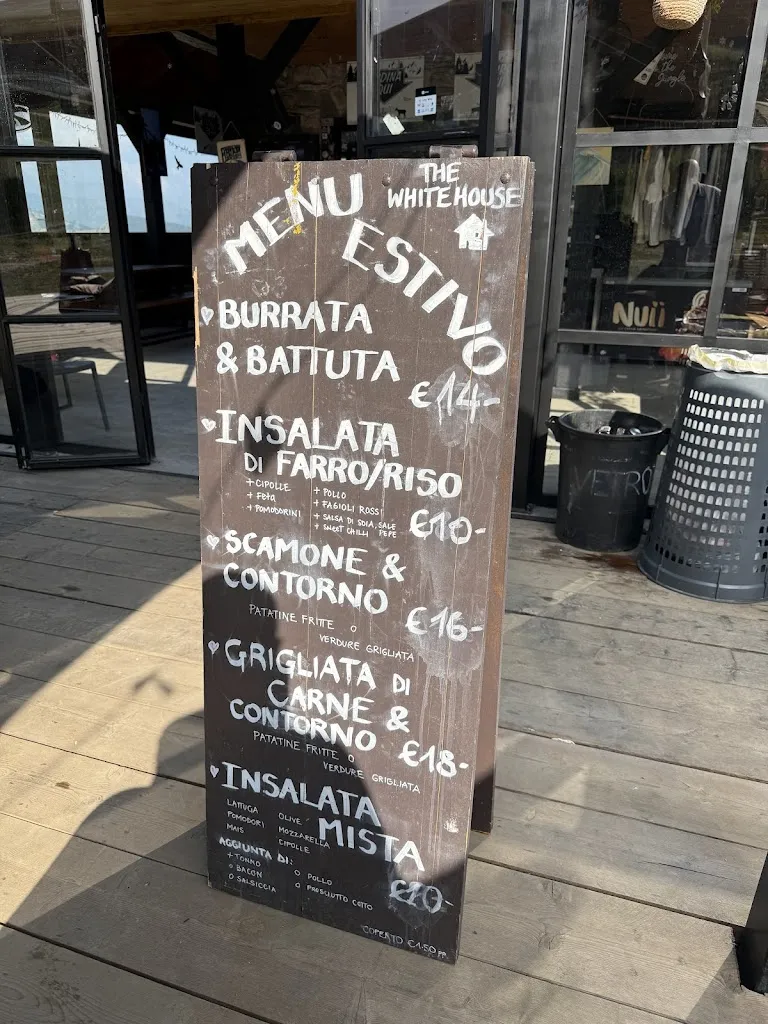 THE
WHITE HOUSE
MENU
ESTIVO
BURRATA
& BATTUTA
€14-
INSALATA
DI FARRO/RISO
+ CIPOLLE
+ FETA
+ POMODORINI
+ POLLO
+ FAGIOLI ROSSI
+ SALSA DI SOIA, SALE
+ SWEET CHILLI PEPE
€10-
SCAMONE &
CONTORNO
€16-
PATATINE FRITTE O
VERDURE GRIGLIATA
GRIGLIATA DI
CARNE &
CONTORNO
€18-
PATATINE FRITTE O
VERDURE GRIGLIATA
INSALATA
MISTA
LATTUGA
POMODORI
MAIS
OLIVE
MOZZARELLA
CIPOLLE
AGGIUNTA DI:
+ TONNO
O BACON
O SALSICCIA
O POLLO
O PROSCIUTTO COTTO
€10-
COPERTO €1.50 PP.
Nuii
VETRO